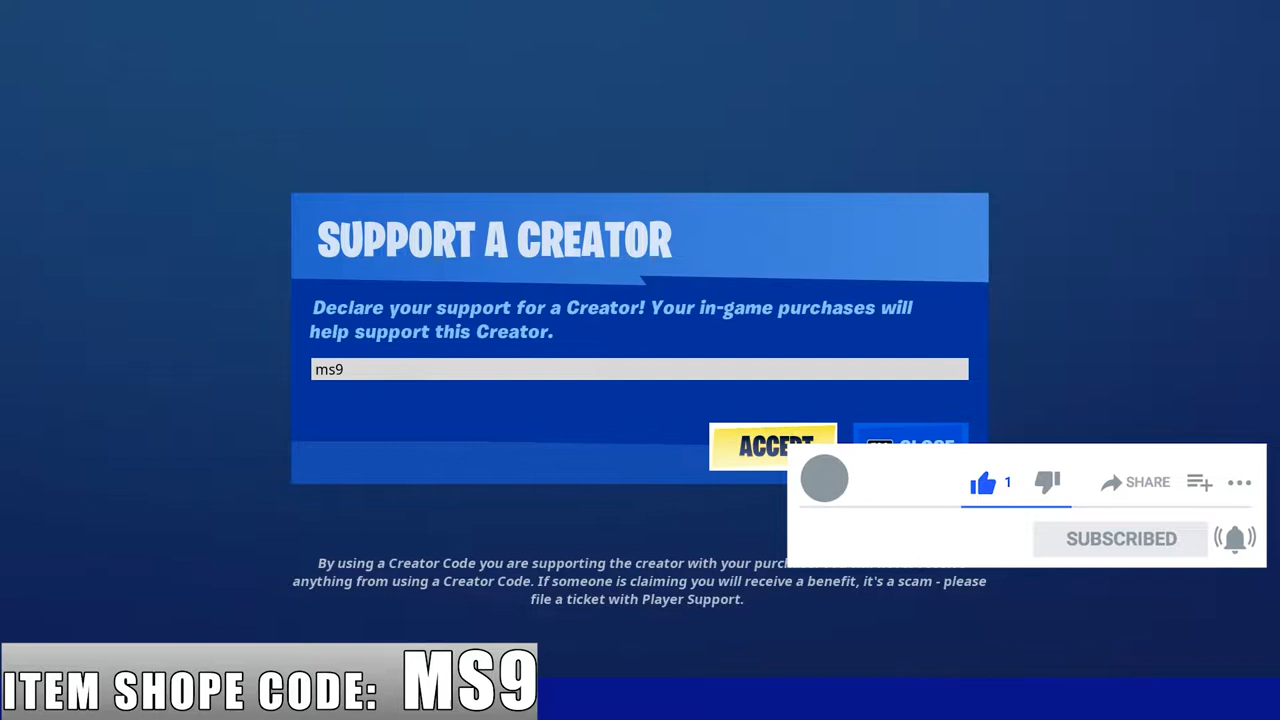 SUPPORT A CREATOR
Declare your support for a Creator! Your in-game purchases will
help support this Creator.
ms9
ACCEPT
CLOSE
1
SHARE
SUBSCRIBED
By using a Creator Code you are supporting the creator with your
anything from using a Creator Code. If someone is claiming you will receive a benefit, it's a scam - please
file a ticket with Player Support.
ITEM SHOPE CODE: MS9